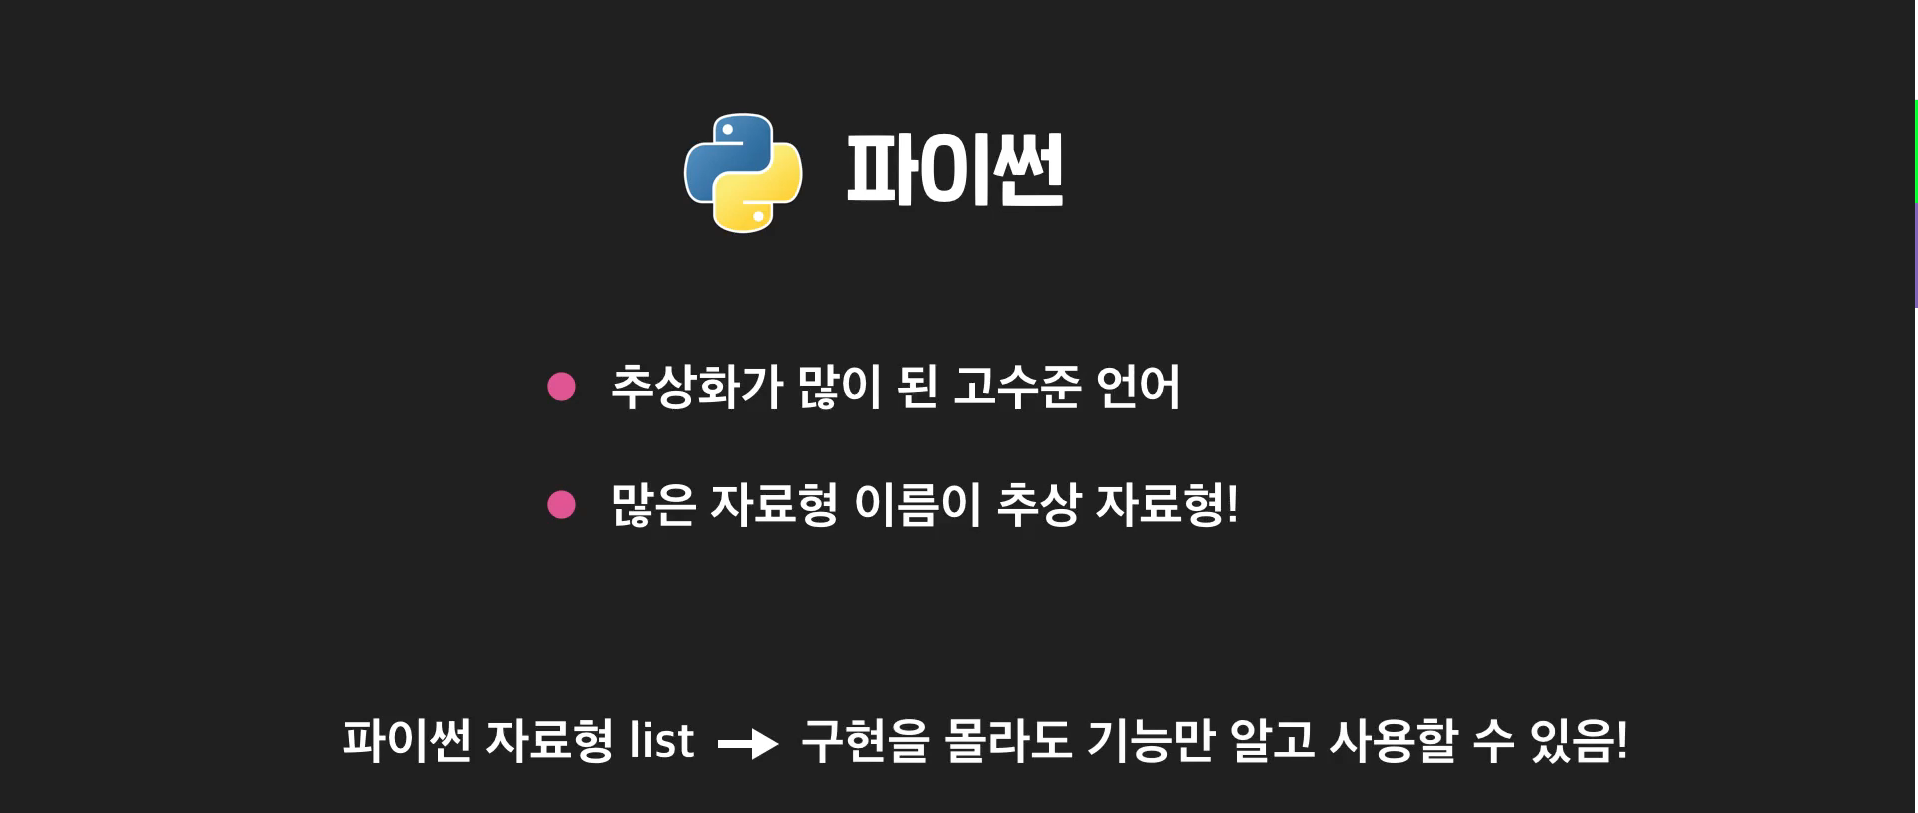 파이썬
추상화가 많이 된 고수준 언어
많은 자료형 이름이 추상 자료형!
파이썬 자료형 list → 구현을 몰라도 기능만 알고 사용할 수 있음!